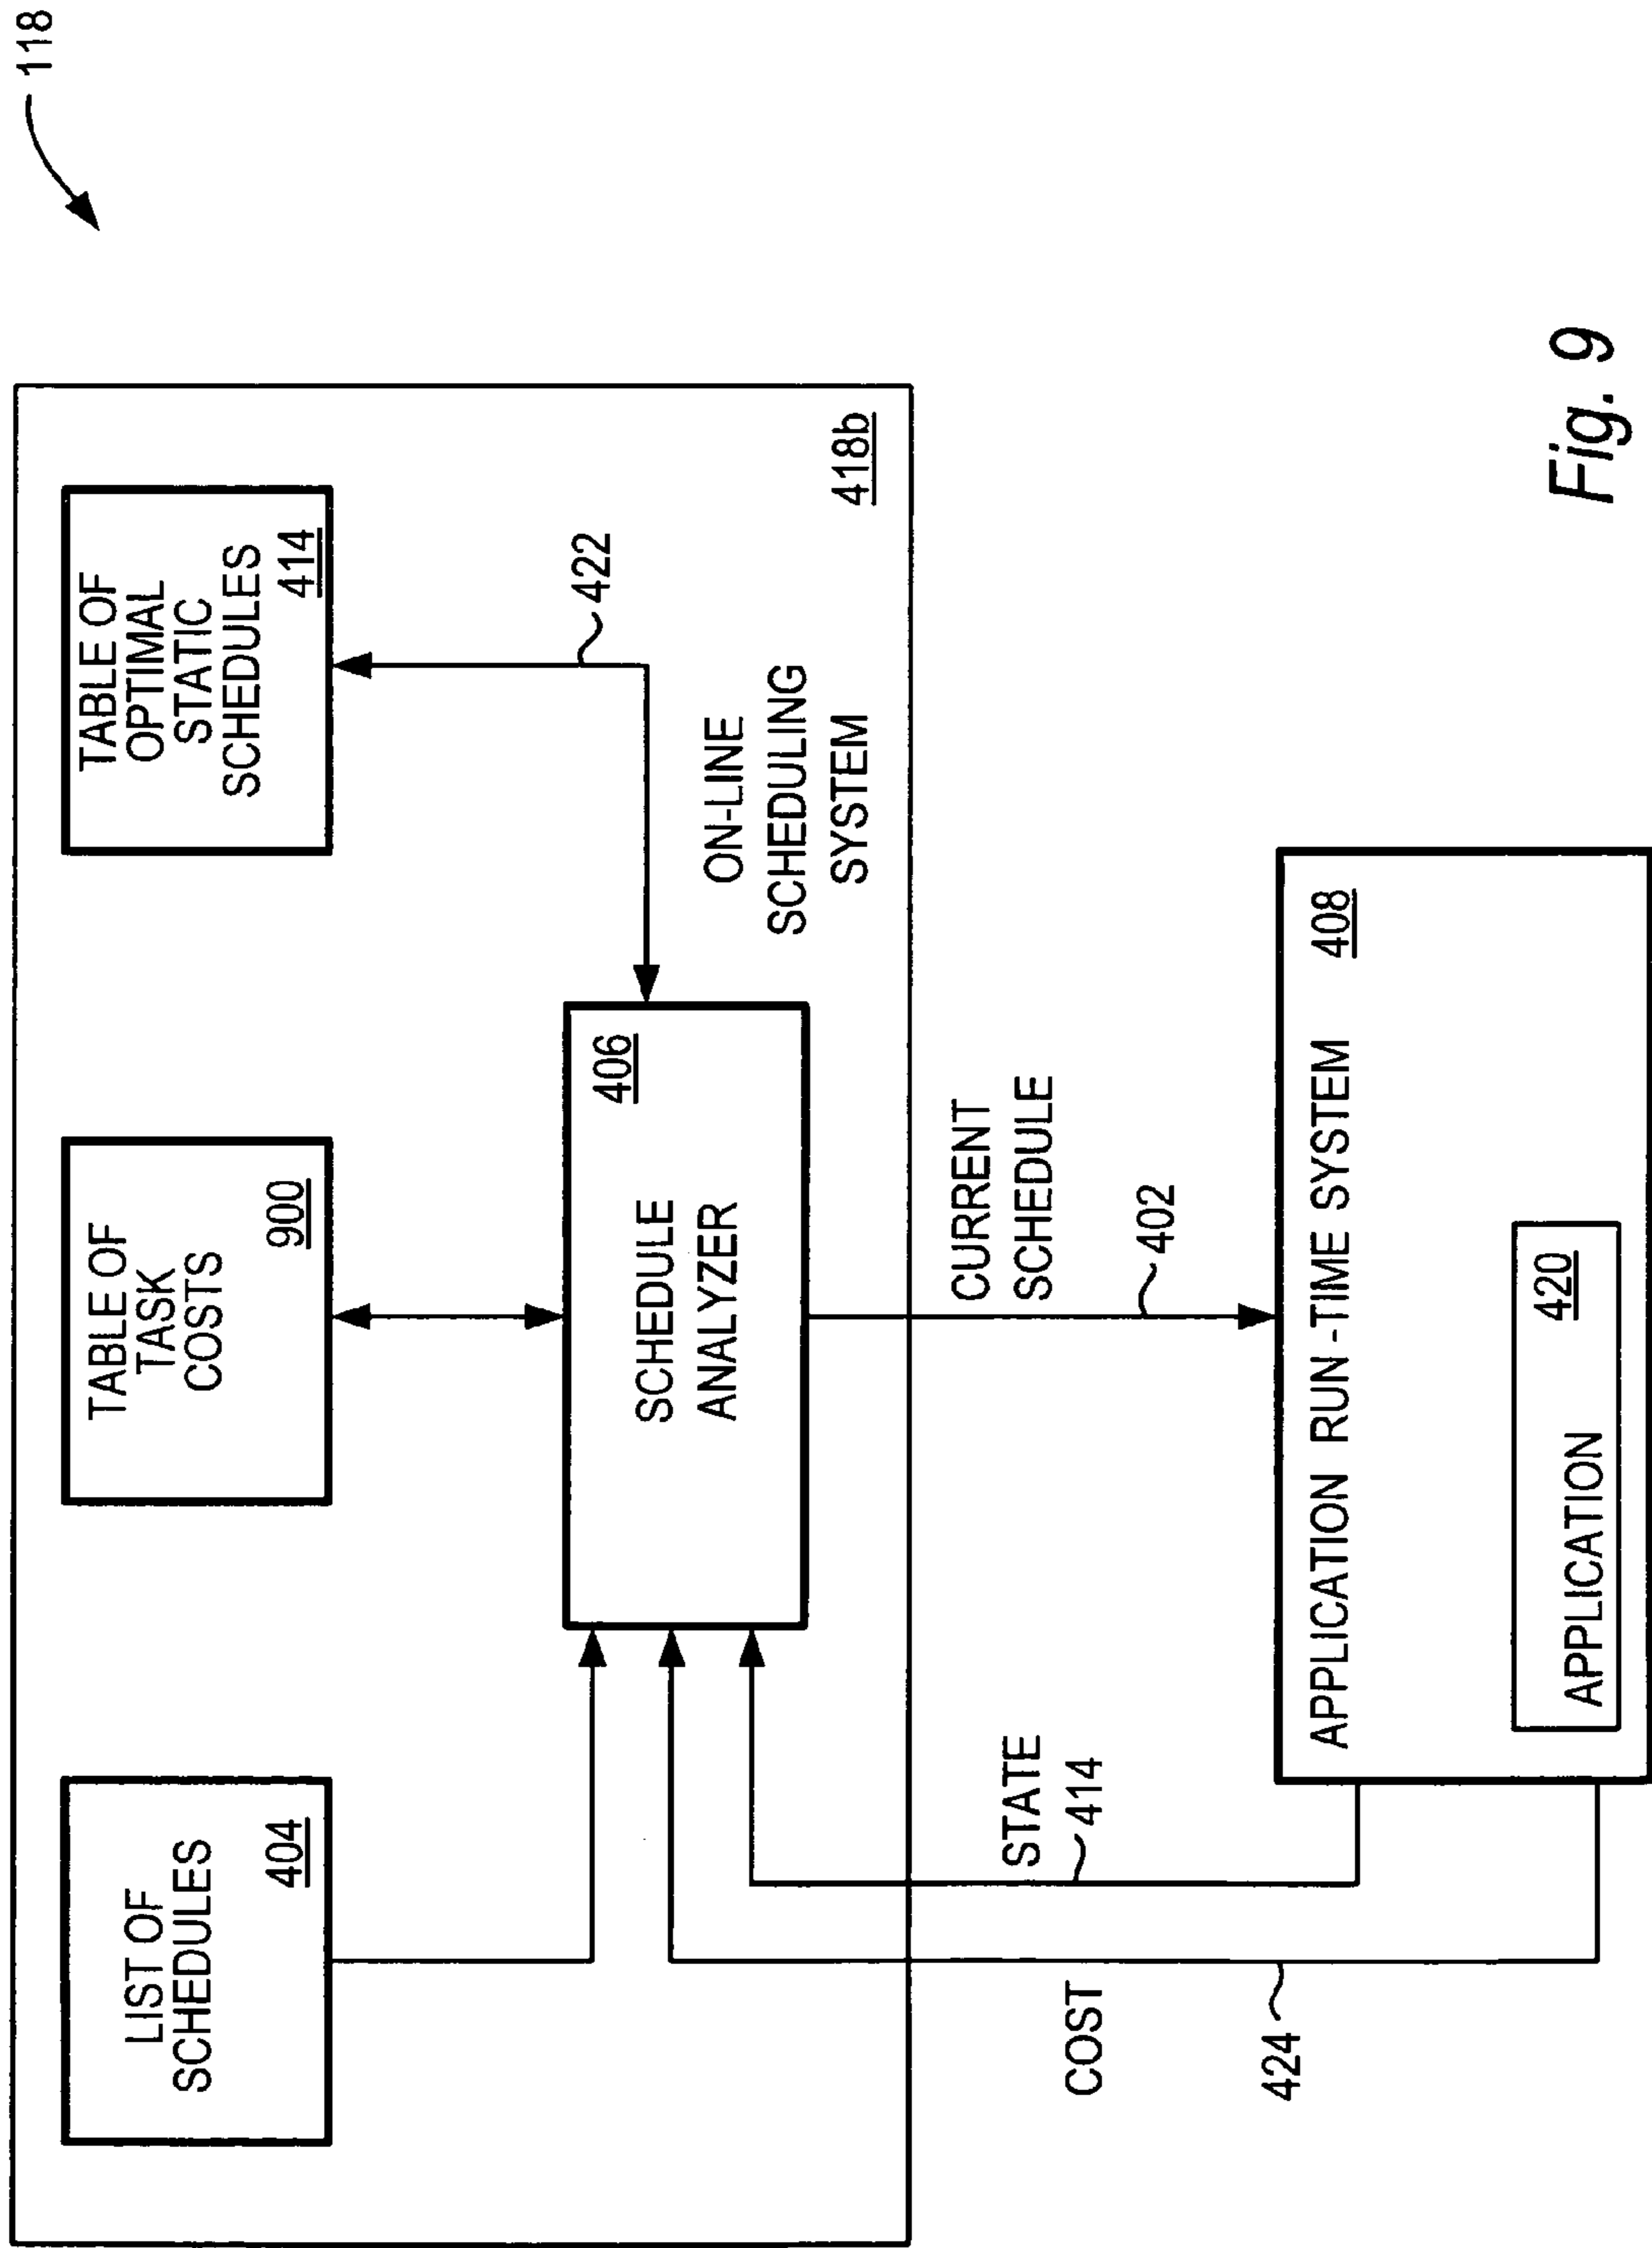 118
LIST OF
SCHEDULES
404
TABLE OF
TASK
COSTS
900
TABLE OF
OPTIMAL
STATIC
SCHEDULES
414
422
SCHEDULE
ANALYZER
406
ON-LINE
SCHEDULING
SYSTEM
418b
COST
424
STATE
414
CURRENT
SCHEDULE
402
APPLICATION RUN-TIME SYSTEM 408
APPLICATION 420
Fig. 9